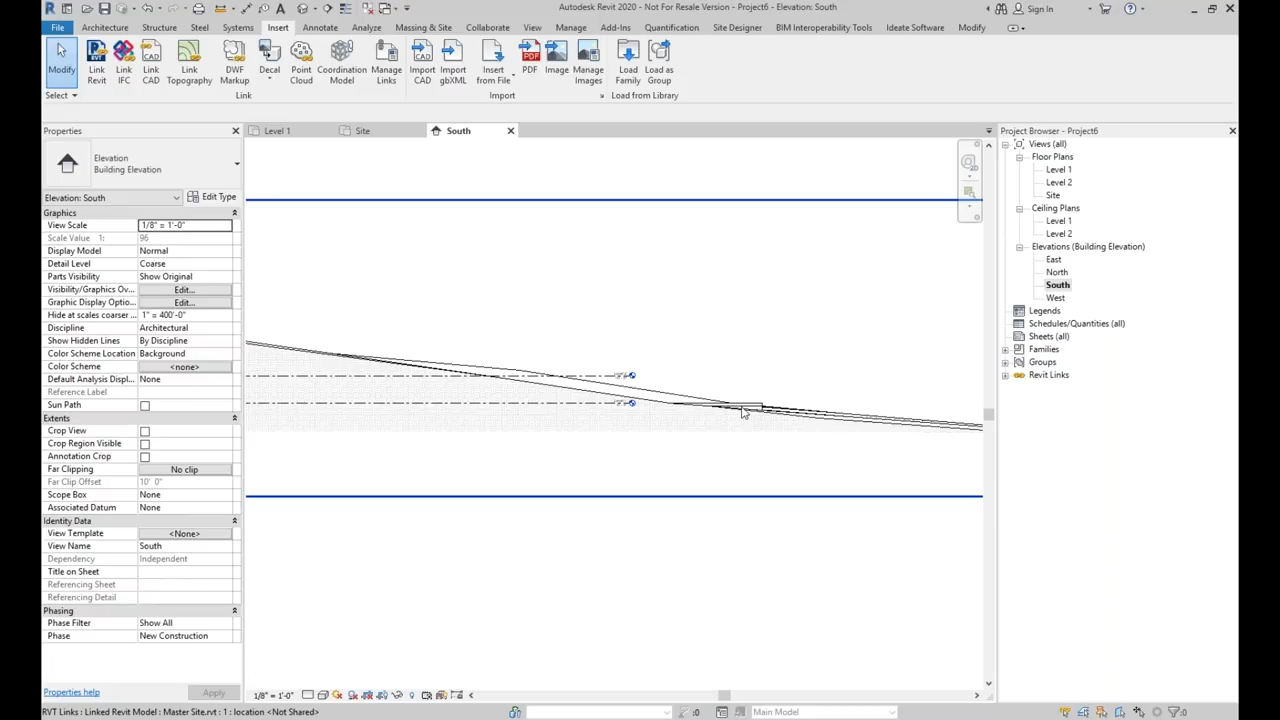 Autodesk Revit 2020 - Not For Resale Version - Project6 - Elevation: South
Sign In
File Architecture Structure Steel Systems Insert Annotate Analyze Massing & Site Collaborate View Manage Add-Ins Quantification Site Designer BIM Interoperability Tools Ideate Software Modify
Modify
Link Revit
Link IFC
Link CAD
Link Topography
DWF Markup
Decal
Point Cloud
Coordination Model
Manage Links
Import CAD
Import gbXML
Insert from File
PDF
Image
Manage Images
Load Family
Load as Group
Select
Link
Import
Load from Library
Properties
Level 1
Site
South
Project Browser - Project6
Elevation
Building Elevation
Elevation: South
Edit Type
Graphics
View Scale 1/8" = 1'-0"
Scale Value 1: 96
Display Model Normal
Detail Level Coarse
Parts Visibility Show Original
Visibility/Graphics Ov... Edit...
Graphic Display Optio... Edit...
Hide at scales coarser ... 1" = 400'-0"
Discipline Architectural
Show Hidden Lines By Discipline
Color Scheme Location Background
Color Scheme <none>
Default Analysis Displ... None
Reference Label
Sun Path
Extents
Crop View
Crop Region Visible
Annotation Crop
Far Clipping No clip
Far Clip Offset 10' 0"
Scope Box None
Associated Datum None
Identity Data
View Template <None>
View Name South
Dependency Independent
Title on Sheet
Referencing Sheet
Referencing Detail
Phasing
Phase Filter Show All
Phase New Construction
Properties help
Apply
Views (all)
Floor Plans
Level 1
Level 2
Site
Ceiling Plans
Level 1
Level 2
Elevations (Building Elevation)
East
North
South
West
Legends
Schedules/Quantities (all)
Sheets (all)
Families
Groups
Revit Links
1/8" = 1'-0"
RVT Links : Linked Revit Model : Master Site.rvt : 1 : location <Not Shared>
:0
Main Model
:0